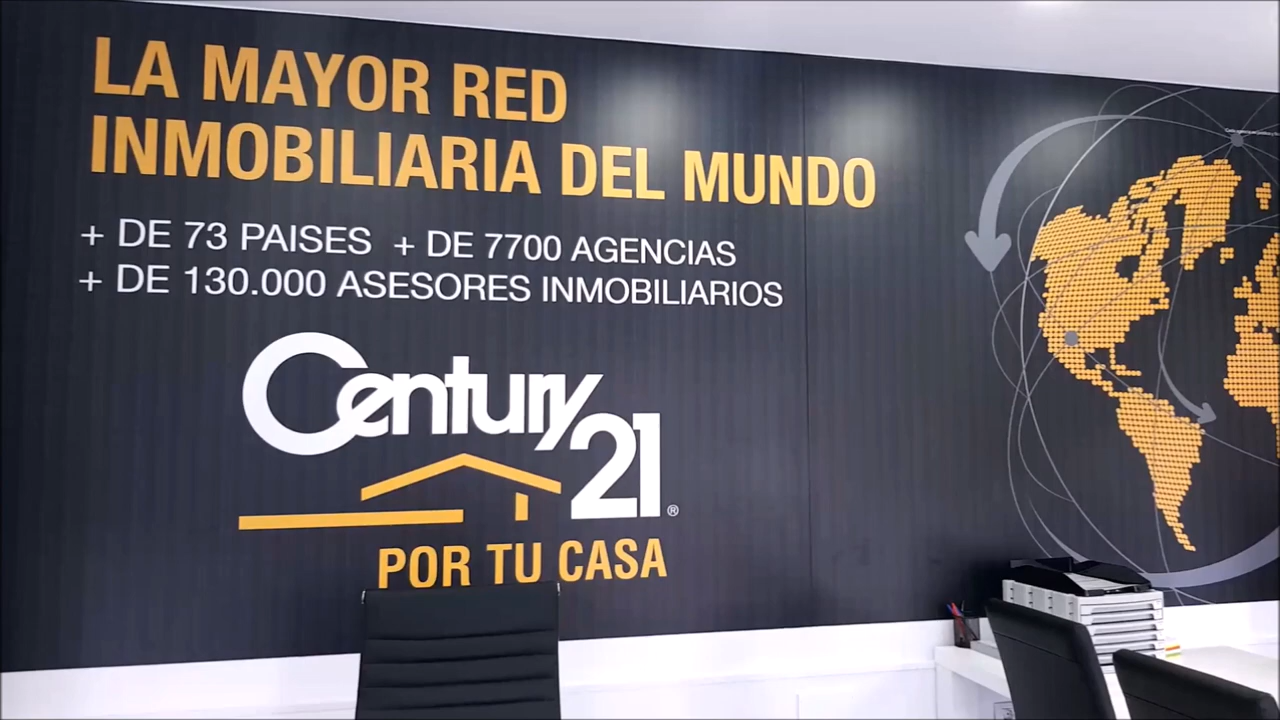 LA MAYOR RED
INMOBILIARIA DEL MUNDO
+ DE 73 PAISES + DE 7700 AGENCIAS
+ DE 130.000 ASESORES INMOBILIARIOS
Century
21®
POR TU CASA